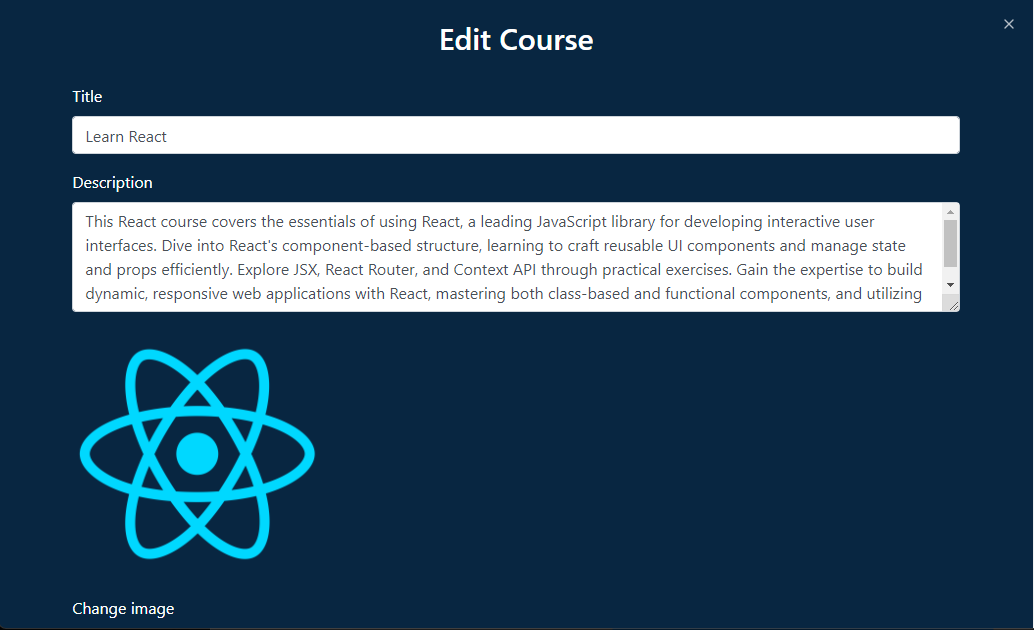 Edit Course
Title
Learn React
Description
This React course covers the essentials of using React, a leading JavaScript library for developing interactive user
interfaces. Dive into React's component-based structure, learning to craft reusable UI components and manage state
and props efficiently. Explore JSX, React Router, and Context API through practical exercises. Gain the expertise to build
dynamic, responsive web applications with React, mastering both class-based and functional components, and utilizing
Change image